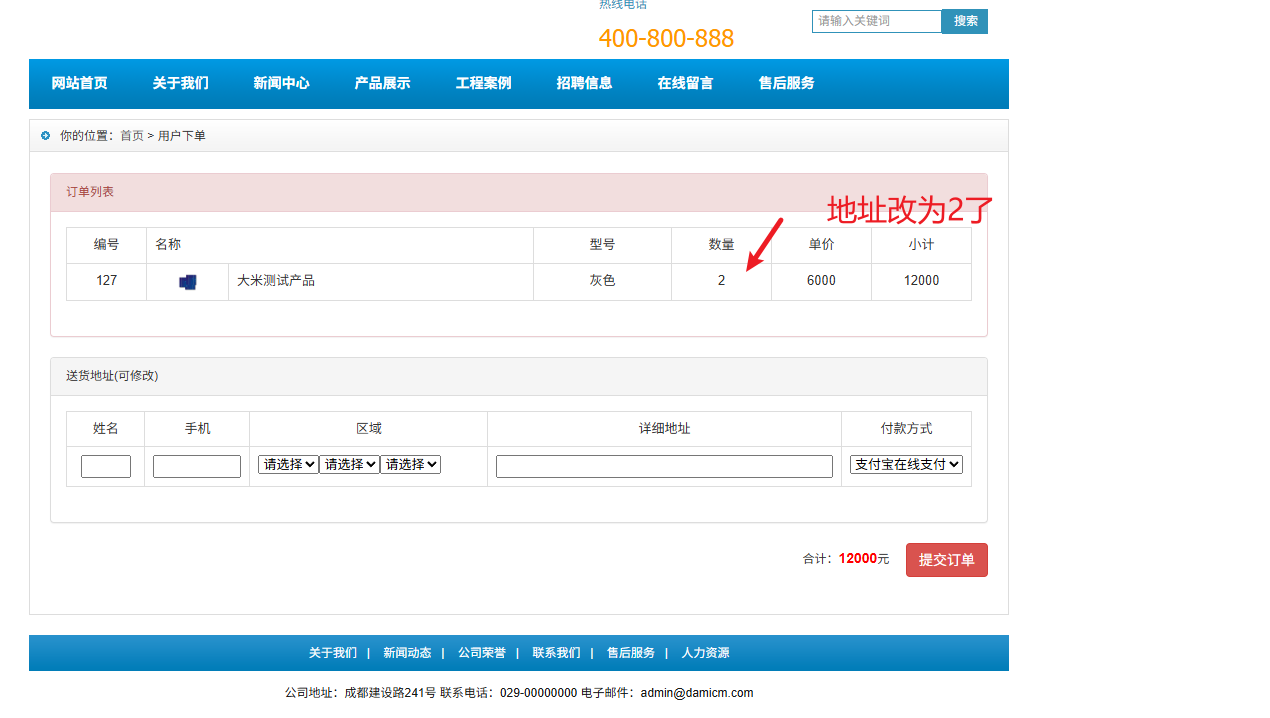 热线电话
400-800-888
请输入关键词 搜索
网站首页 关于我们 新闻中心 产品展示 工程案例 招聘信息 在线留言 售后服务
你的位置：首页 > 用户下单
订单列表
地址改为2了
编号 名称 型号 数量 单价 小计
127 大米测试产品 灰色 2 6000 12000
送货地址(可修改)
姓名 手机 区域 详细地址 付款方式
请选择 请选择 请选择 支付宝在线支付
合计：12000元 提交订单
关于我们 | 新闻动态 | 公司荣誉 | 联系我们 | 售后服务 | 人力资源
公司地址：成都建设路241号 联系电话：029-00000000 电子邮件：admin@damicm.com